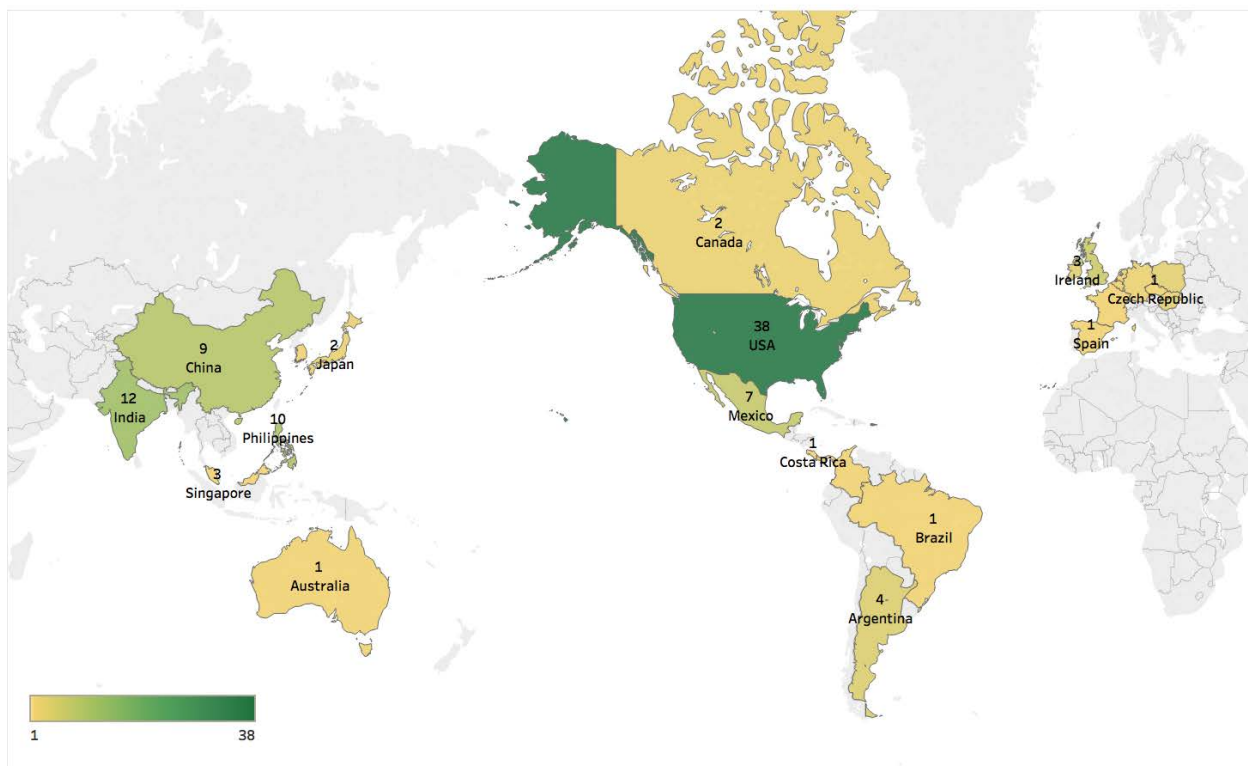 2
Canada
3
Ireland
1
Czech Republic
38
USA
1
Spain
9
China
2
Japan
12
India
7
Mexico
10
Philippines
1
Costa Rica
3
Singapore
1
Brazil
1
Australia
4
Argentina
1
38